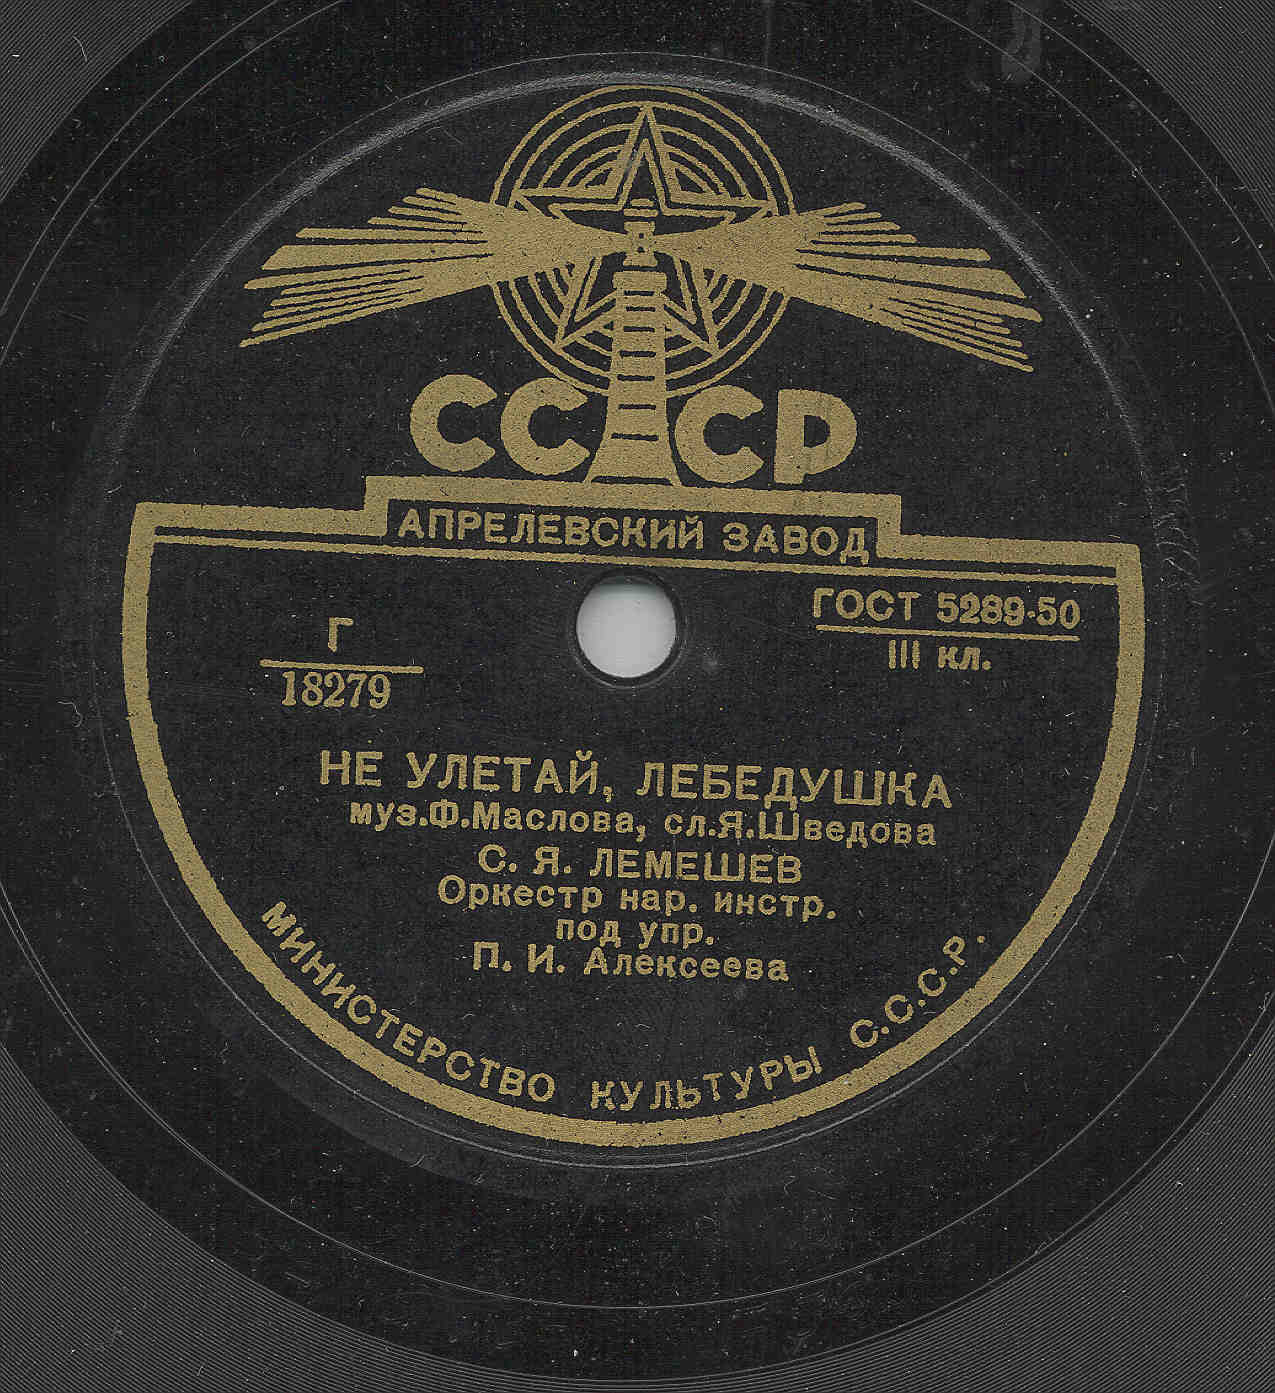 СССР
АПРЕЛЕВСКИЙ ЗАВОД
ГОСТ 5289-50
III кл.
Г
18279
НЕ УЛЕТАЙ, ЛЕБЕДУШКА
муз.Ф.Маслова, сл.Я.Шведова
С. Я. ЛЕМЕШЕВ
Оркестр нар. инстр.
под упр.
П. И. Алексеева
МИНИСТЕРСТВО КУЛЬТУРЫ С.С.С.Р.